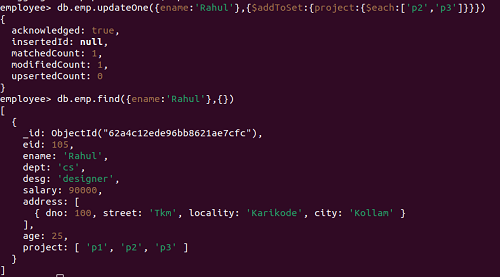 employee> db.emp.updateOne({ename:'Rahul'},{$addToSet:{project:{$each:['p2','p3']}}})
{
  acknowledged: true,
  insertedId: null,
  matchedCount: 1,
  modifiedCount: 1,
  upsertedCount: 0
}
employee> db.emp.find({ename:'Rahul'},{})
[
  {
    _id: ObjectId("62a4c12ede96bb8621ae7cfc"),
    eid: 105,
    ename: 'Rahul',
    dept: 'cs',
    desg: 'designer',
    salary: 90000,
    address: [
      { dno: 100, street: 'Tkm', locality: 'Karikode', city: 'Kollam' }
    ],
    age: 25,
    project: [ 'p1', 'p2', 'p3' ]
  }
]